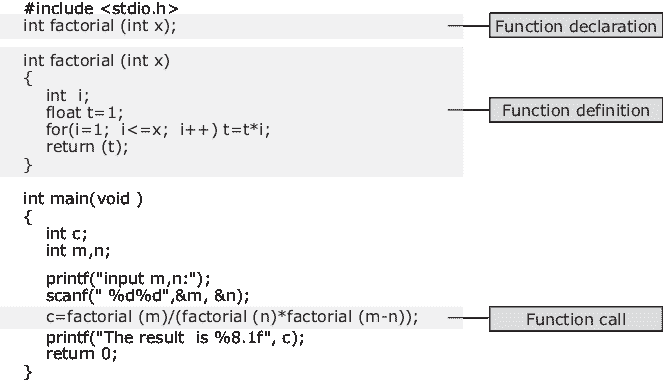 #include <stdio.h>
int factorial (int x);
Function declaration
int factorial (int x)
{
int i;
float t=1;
for(i=1; i<=x; i++) t=t*i;
return (t);
}
Function definition
int main(void )
{
int c;
int m,n;
printf("input m,n:");
scanf(" %d%d",&m, &n);
c=factorial (m)/(factorial (n)*factorial (m-n));
Function call
printf("The result is %8.1f", c);
return 0;
}